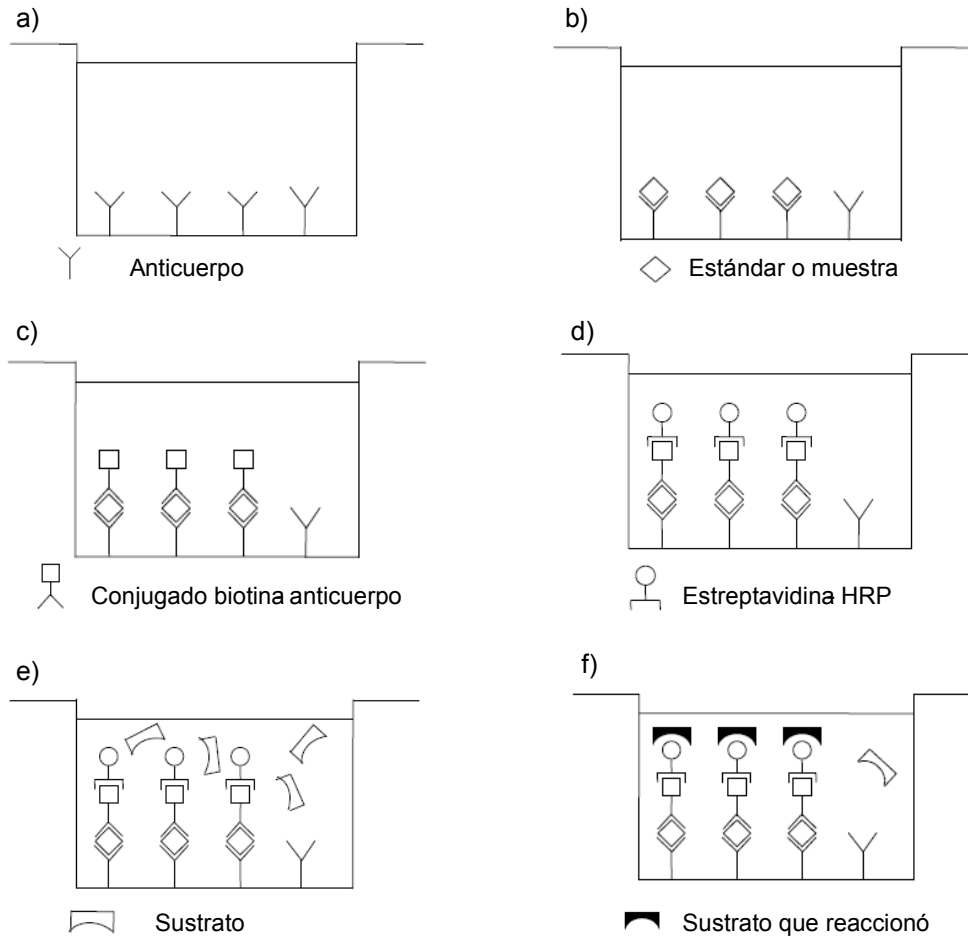 a)
b)
Anticuerpo
Estándar o muestra
c)
d)
Conjugado biotina anticuerpo
Estreptavidina- HRP
e)
f)
Sustrato
Sustrato que reaccionó